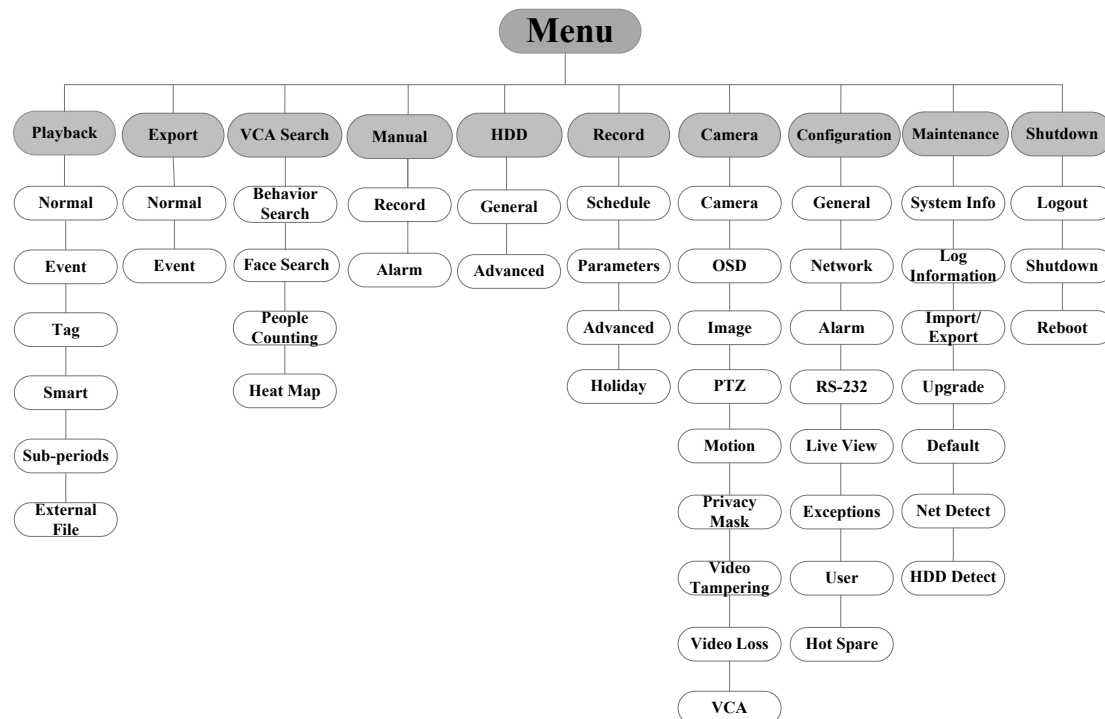 Menu
Playback
Export
VCA Search
Manual
HDD
Record
Camera
Configuration
Maintenance
Shutdown
Normal
Event
Tag
Smart
Sub-periods
External
File
Normal
Event
Behavior
Search
Face Search
People
Counting
Heat Map
Record
Alarm
General
Advanced
Schedule
Parameters
Advanced
Holiday
Camera
OSD
Image
PTZ
Motion
Privacy
Mask
Video
Tampering
Video Loss
VCA
General
Network
Alarm
RS-232
Live View
Exceptions
User
Hot Spare
System Info
Log
Information
Import/
Export
Upgrade
Default
Net Detect
HDD Detect
Logout
Shutdown
Reboot